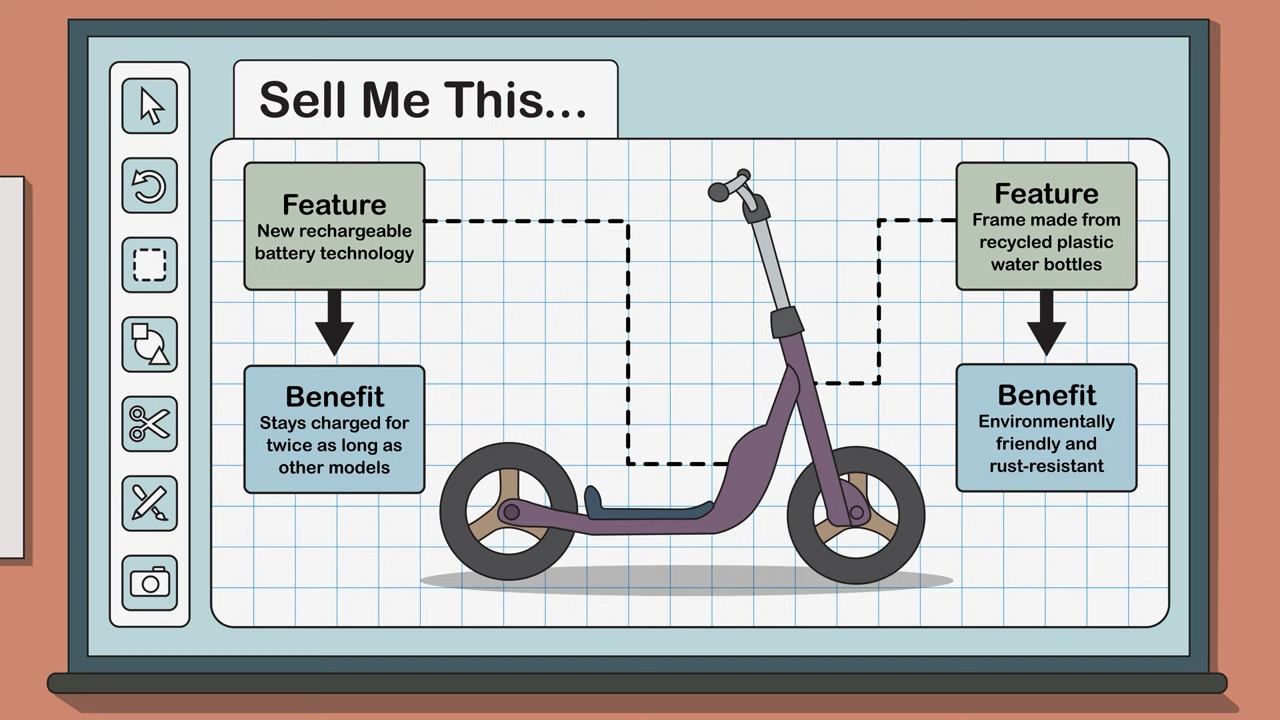 Sell Me This...
Feature
New rechargeable
battery technology
Benefit
Stays charged for
twice as long as
other models
Feature
Frame made from
recycled plastic
water bottles
Benefit
Environmentally
friendly and
rust-resistant